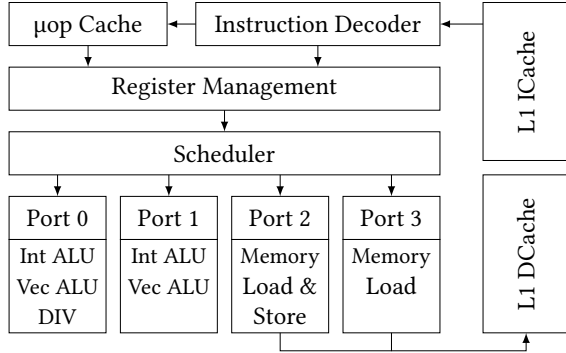 μop Cache
Instruction Decoder
L1 ICache
Register Management
Scheduler
Port 0
Int ALU
Vec ALU
DIV
Port 1
Int ALU
Vec ALU
Port 2
Memory
Load &
Store
Port 3
Memory
Load
L1 DCache